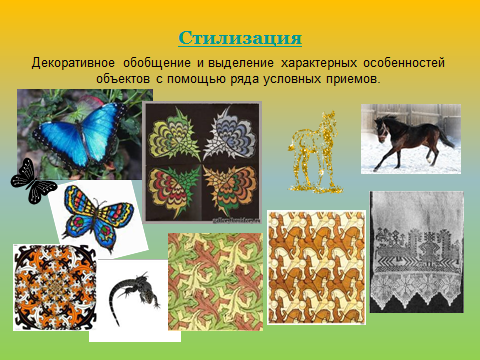 Стилизация
Декоративное обобщение и выделение характерных особенностей
объектов с помощью ряда условных приемов.